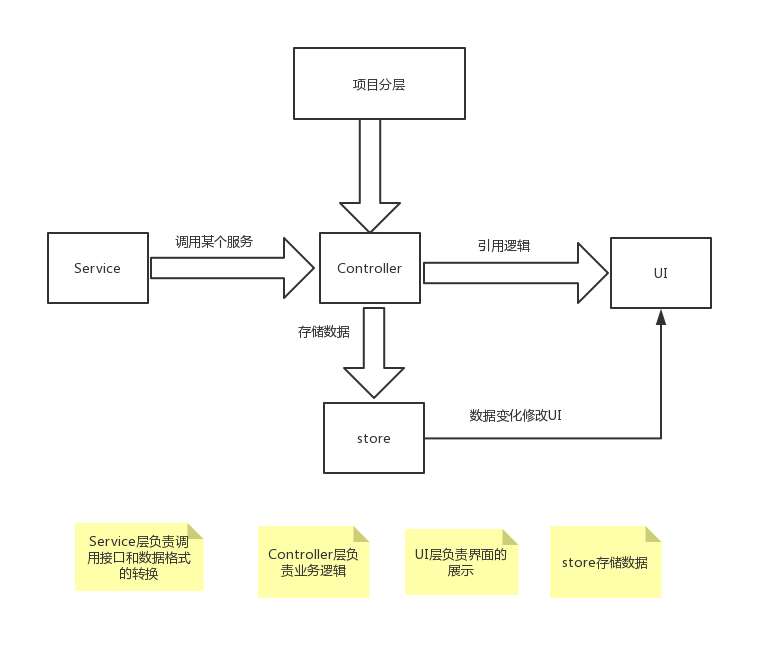 项目分层
调用某个服务
引用逻辑
Service
Controller
UI
存储数据
数据变化修改UI
store
Service层负责调
用接口和数据格式
的转换
Controller层负
责业务逻辑
UI层负责界面的
展示
store存储数据